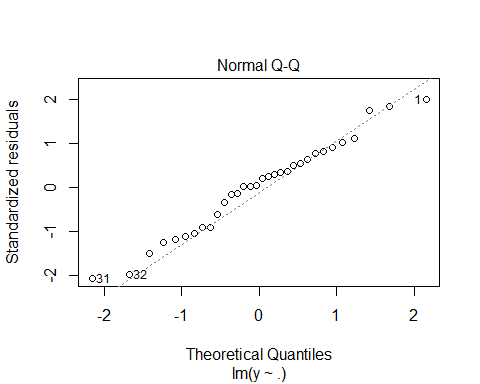 Normal Q-Q
Standardized residuals
2
1
0
-1
-2
1
32
31
-2 -1 0 1 2
Theoretical Quantiles
lm(y ~ .)